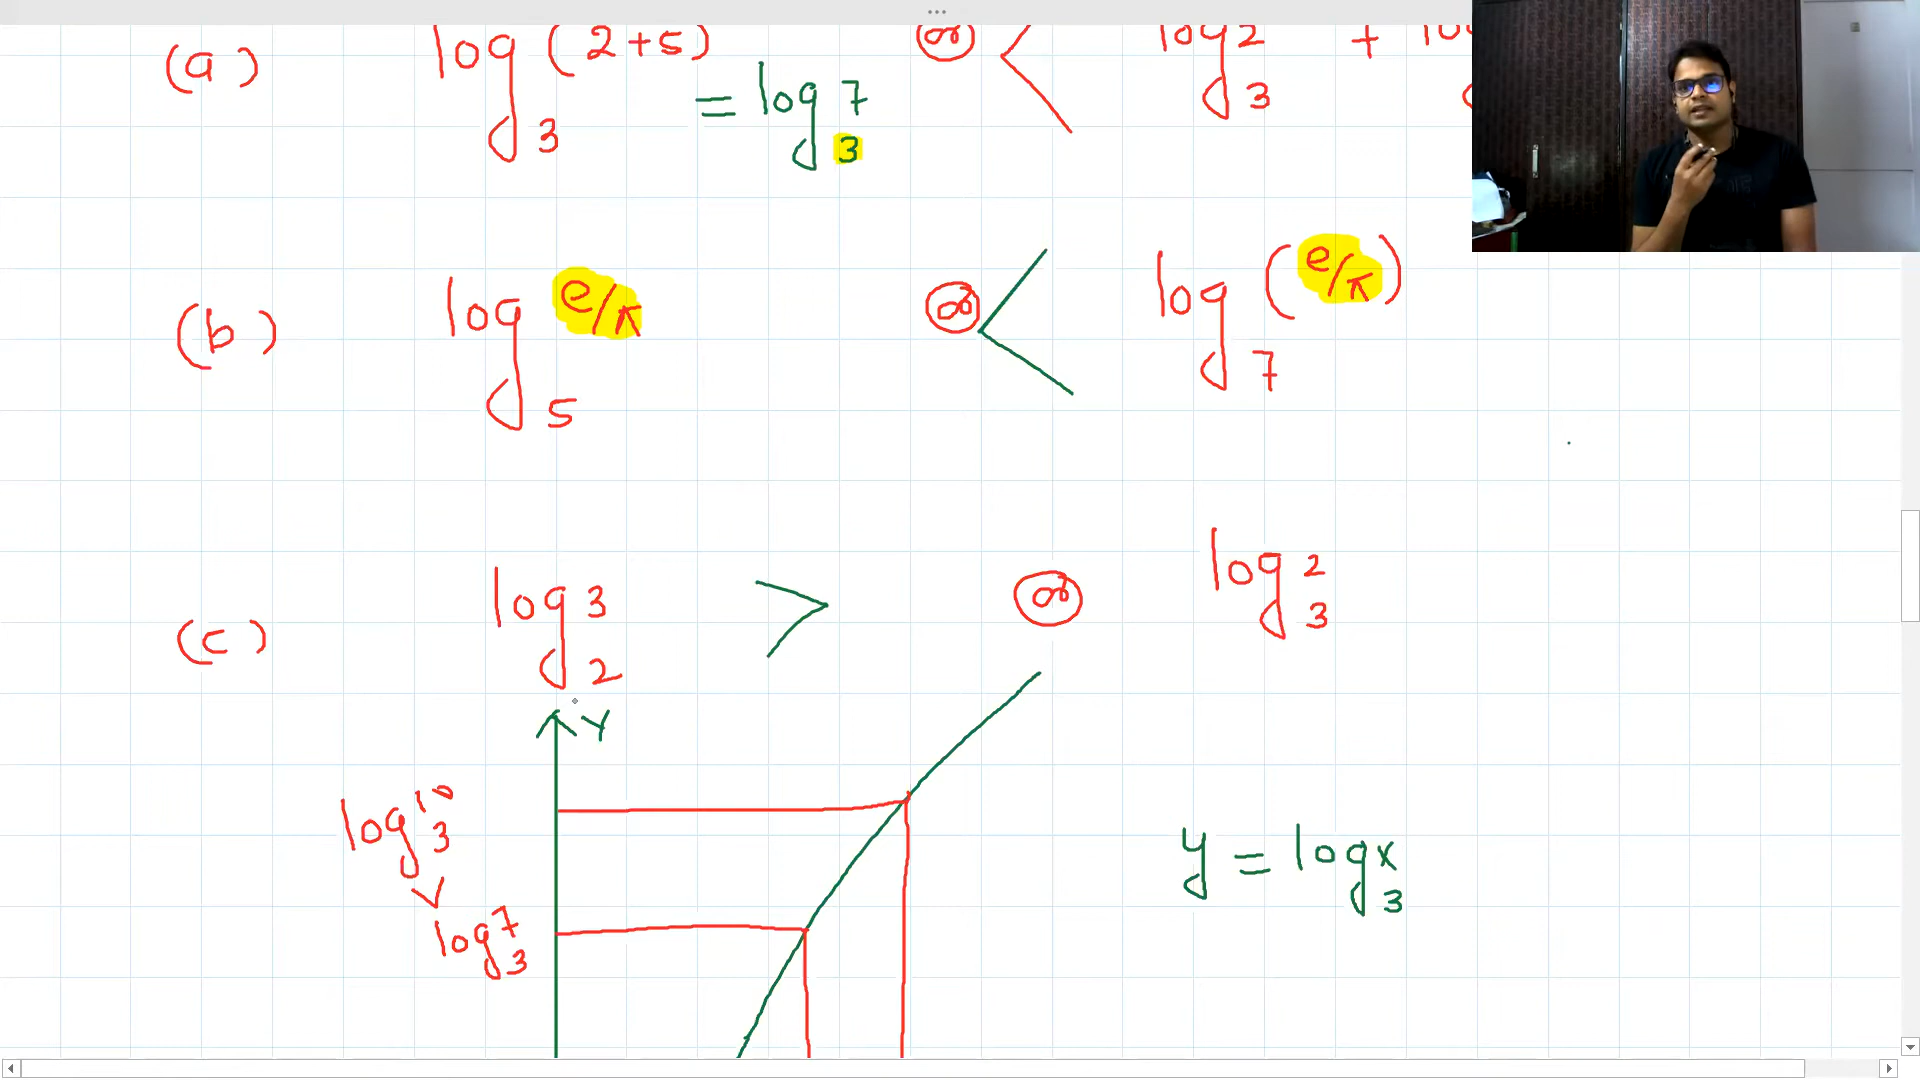 (a) log₃(2+5) or < log₃2 +
= log₃7
(b) log₅ e/π or < log₇(e/π)
(c) log₂3 > or log₃2
Y
log₃10
V
log₃7
y = log₃x